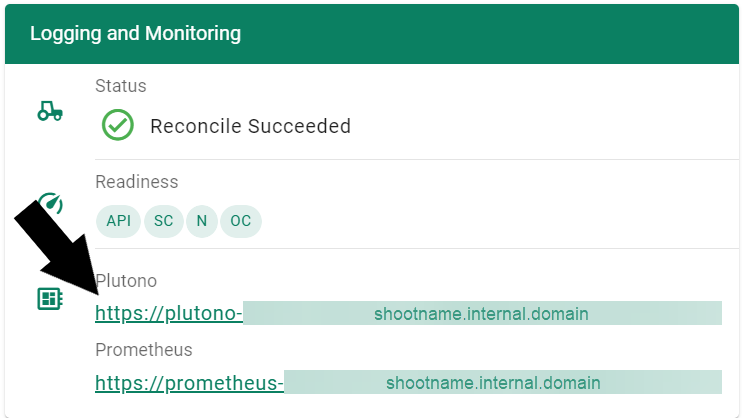 Logging and Monitoring
Status
Reconcile Succeeded
Readiness
API SC N OC
Plutono
https://plutono- shootname.internal.domain
Prometheus
https://prometheus- shootname.internal.domain